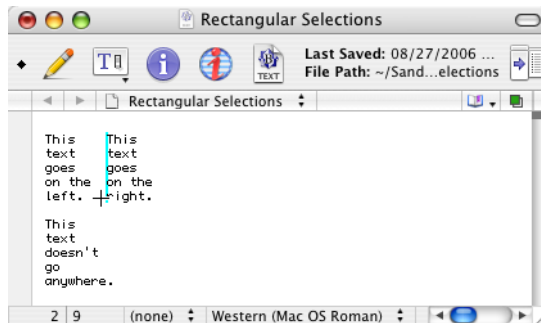 Rectangular Selections
T
i
i
TEXT
Last Saved: 08/27/2006 ...
File Path: ~/Sand...elections
Rectangular Selections
This    This
text    text
goes    goes
on the  on the
left.   right.
This
text
doesn't
go
anywhere.
2 9 (none) Western (Mac OS Roman)